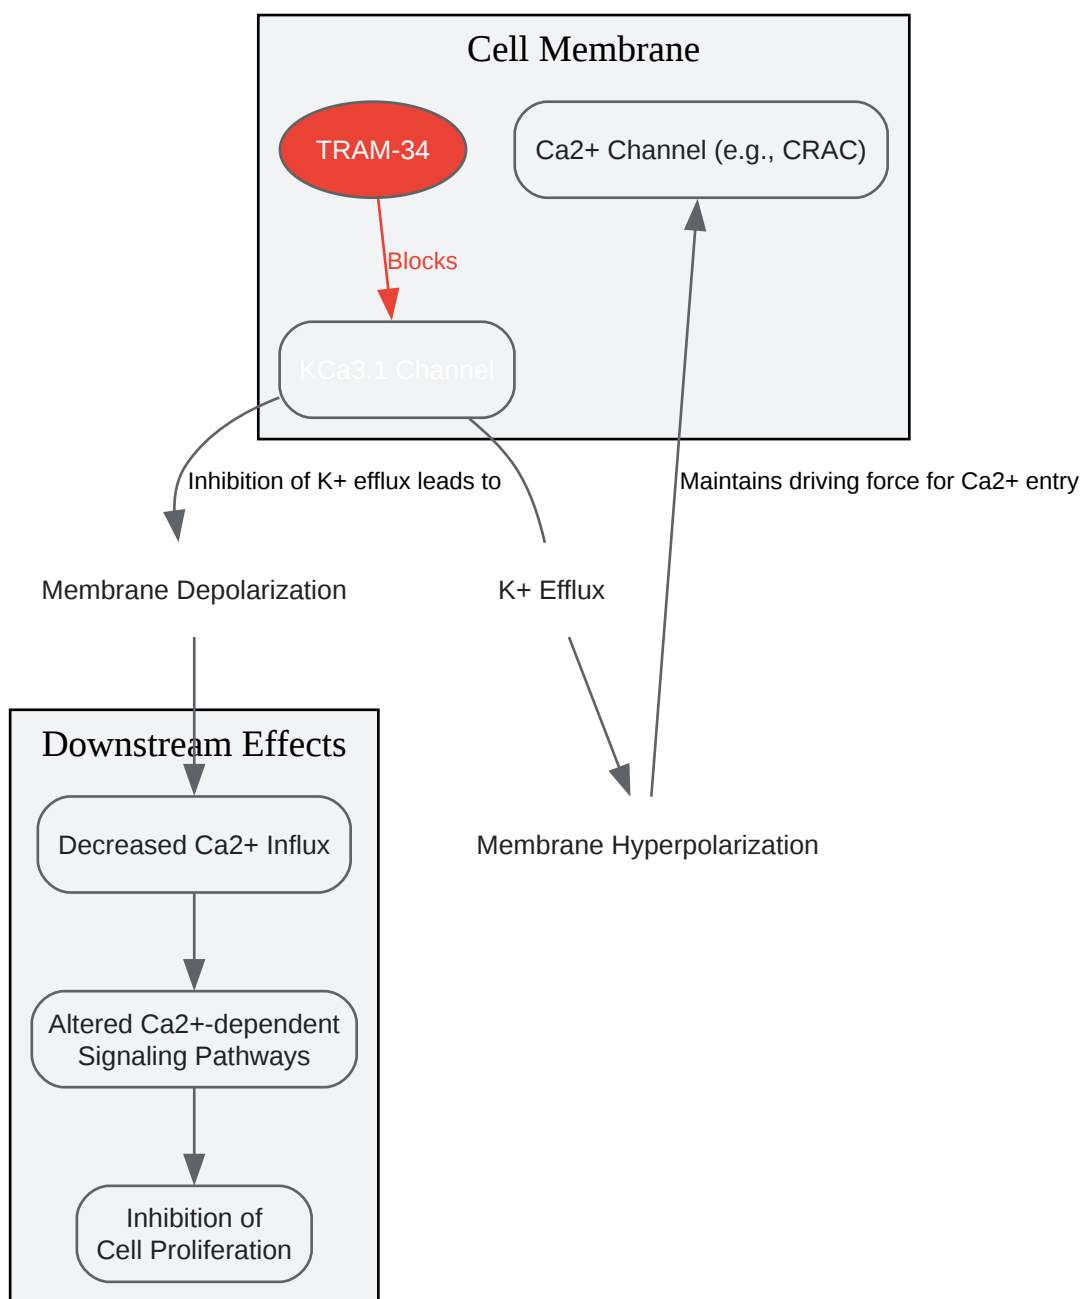 Cell Membrane
TRAM-34
Ca2+ Channel (e.g., CRAC)
Blocks
KCa3.1 Channel
Inhibition of K+ efflux leads to
Maintains driving force for Ca2+ entry
Membrane Depolarization
K+ Efflux
Downstream Effects
Decreased Ca2+ Influx
Membrane Hyperpolarization
Altered Ca2+-dependent
Signaling Pathways
Inhibition of
Cell Proliferation